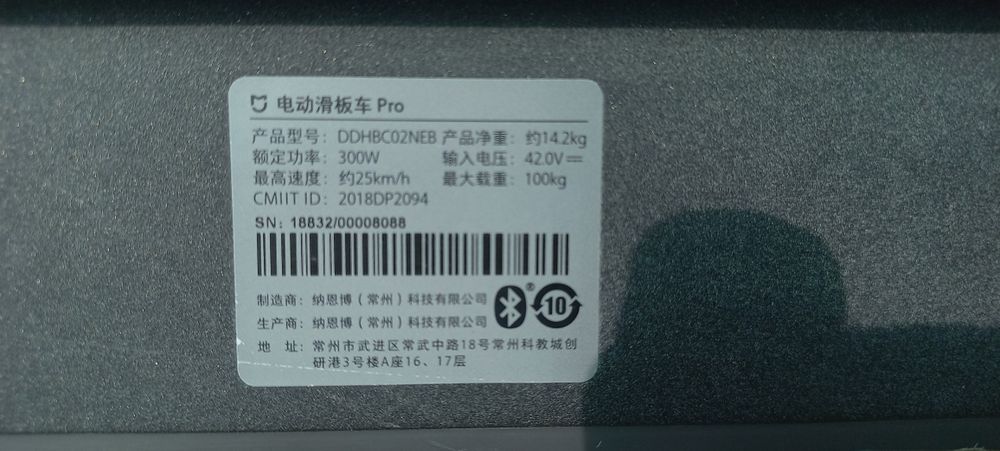 电动滑板车 Pro
产品型号: DDHBC02NEB 产品净重: 约14.2kg
额定功率: 300W 输入电压: 42.0V⎓
最高速度: 约25km/h 最大载重: 100kg
CMIIT ID: 2018DP2094
SN: 18832/00008088
制造商: 纳恩博（常州）科技有限公司
生产商: 纳恩博（常州）科技有限公司
® 10
地 址: 常州市武进区常武中路18号常州科教城创
研港3号楼A座16、17层